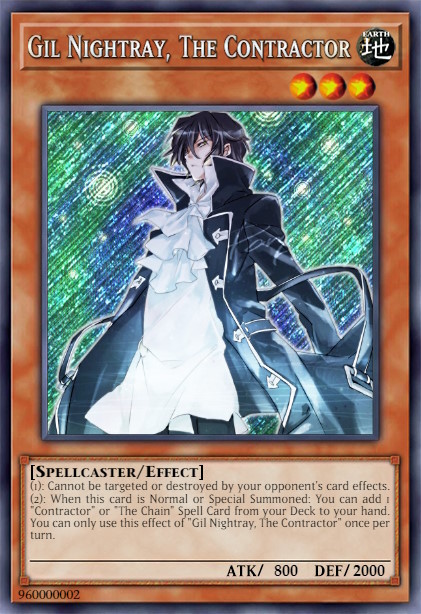 Gil Nightray, The Contractor
EARTH
地
[Spellcaster/Effect]
(1): Cannot be targeted or destroyed by your opponent's card effects.
(2): When this card is Normal or Special Summoned: You can add 1
"Contractor" or "The Chain" Spell Card from your Deck to your hand.
You can only use this effect of "Gil Nightray, The Contractor" once per
turn.
ATK/ 800 DEF/2000
960000002